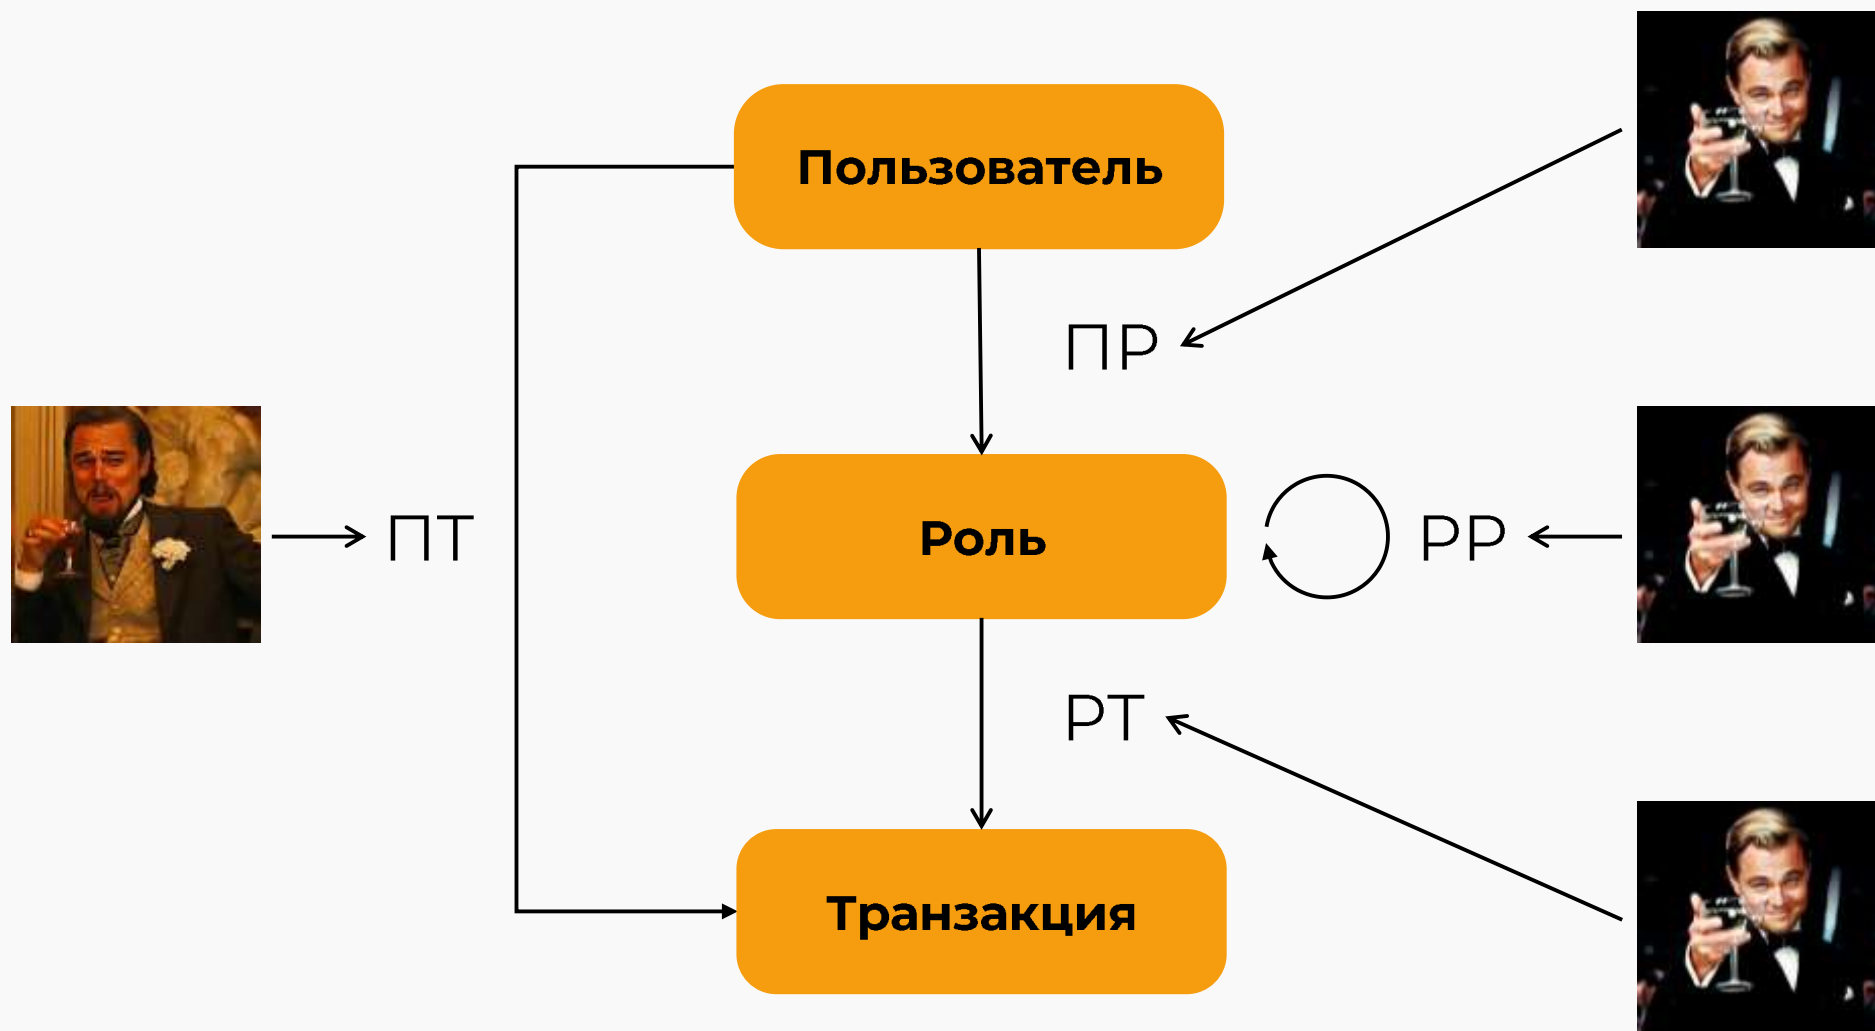 Пользователь
ПР
ПТ
Роль
РР
РТ
Транзакция